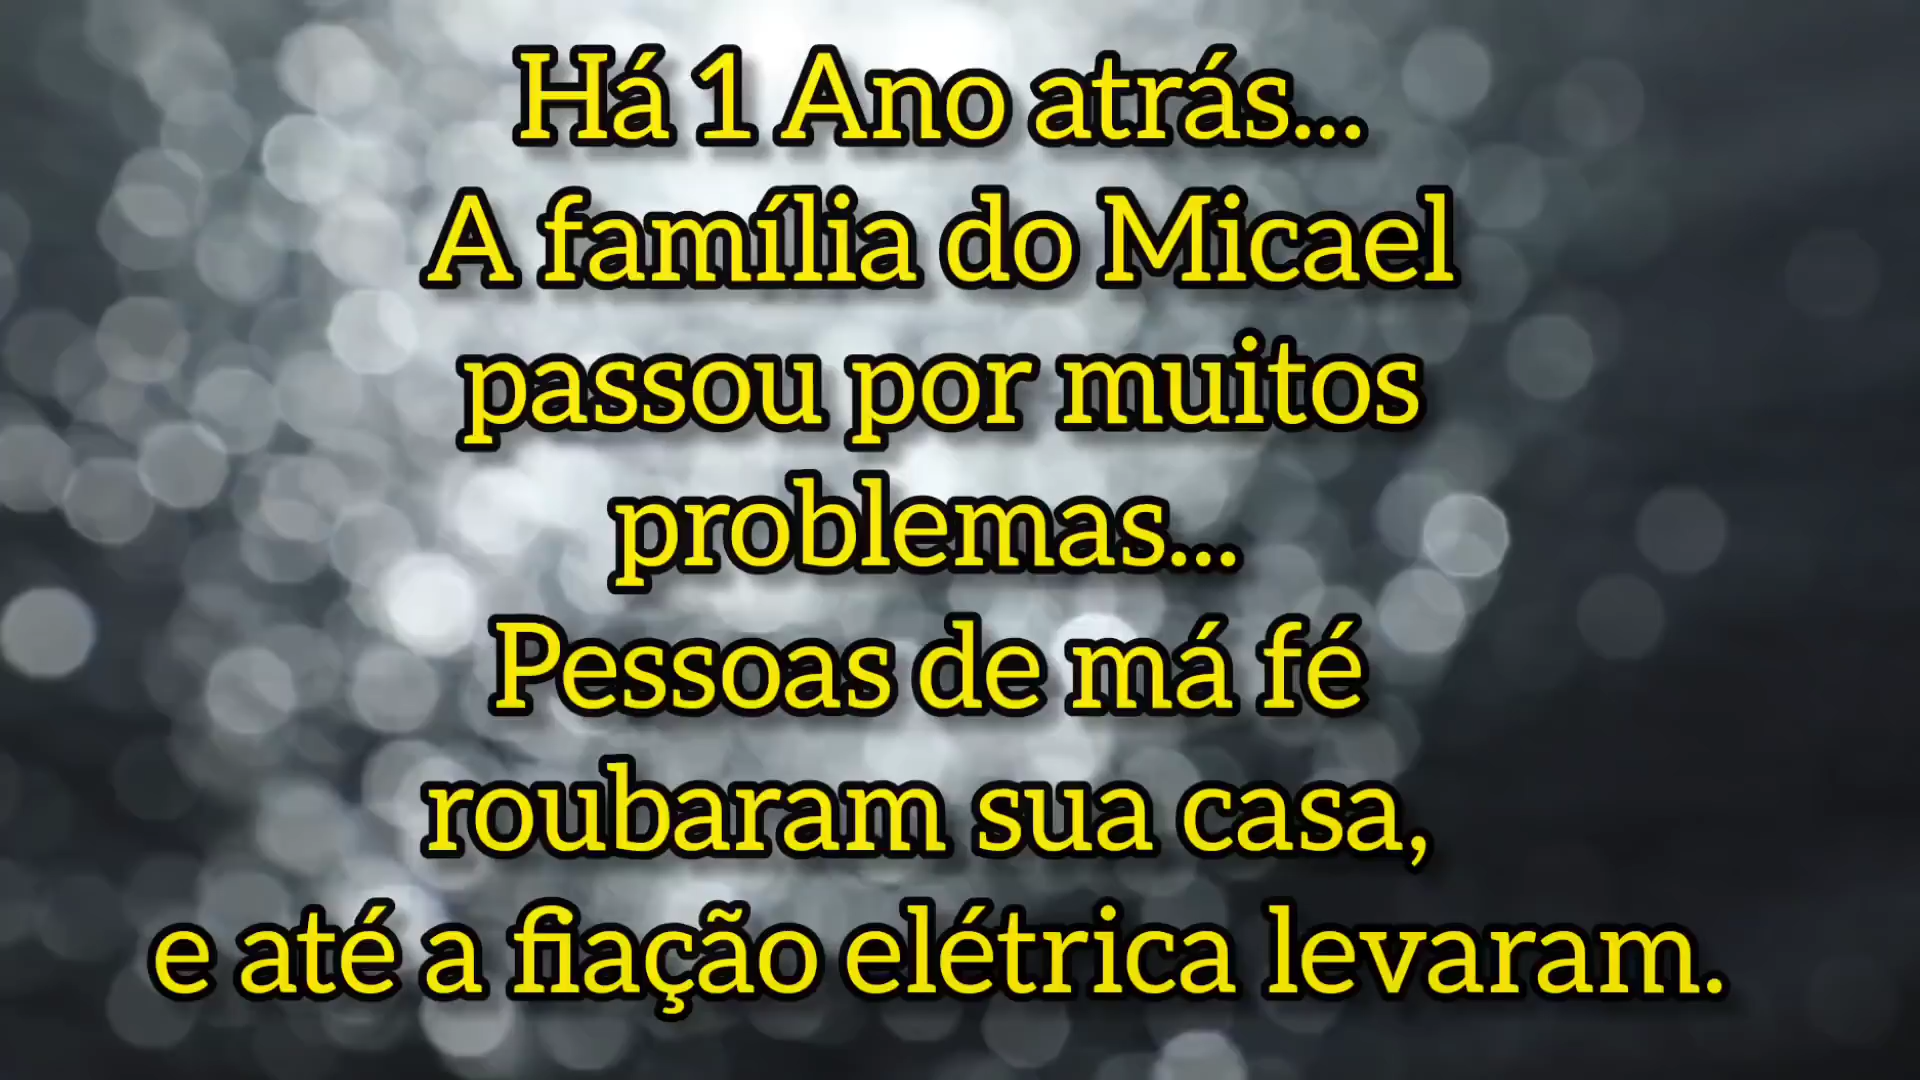 Há 1 Ano atrás...
A família do Micael
passou por muitos
problemas...
Pessoas de má fé
roubaram sua casa,
e até a fiação elétrica levaram.